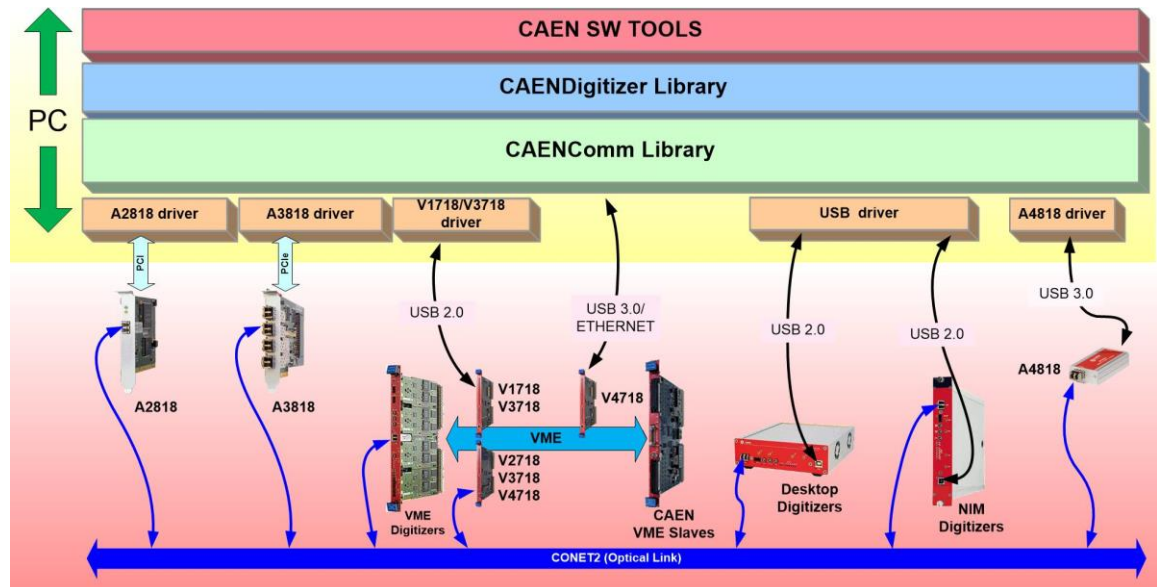 CAEN SW TOOLS
CAENDigitizer Library
PC
CAENComm Library
A2818 driver
A3818 driver
V1718/V3718
driver
USB driver
A4818 driver
PCI
PCIe
USB 2.0
USB 3.0/
ETHERNET
USB 2.0
USB 2.0
USB 3.0
A2818
A3818
V1718
V3718
V4718
A4818
VME
V2718
V3718
V4718
VME
Digitizers
CAEN
VME Slaves
Desktop
Digitizers
NIM
Digitizers
CONET2 (Optical Link)